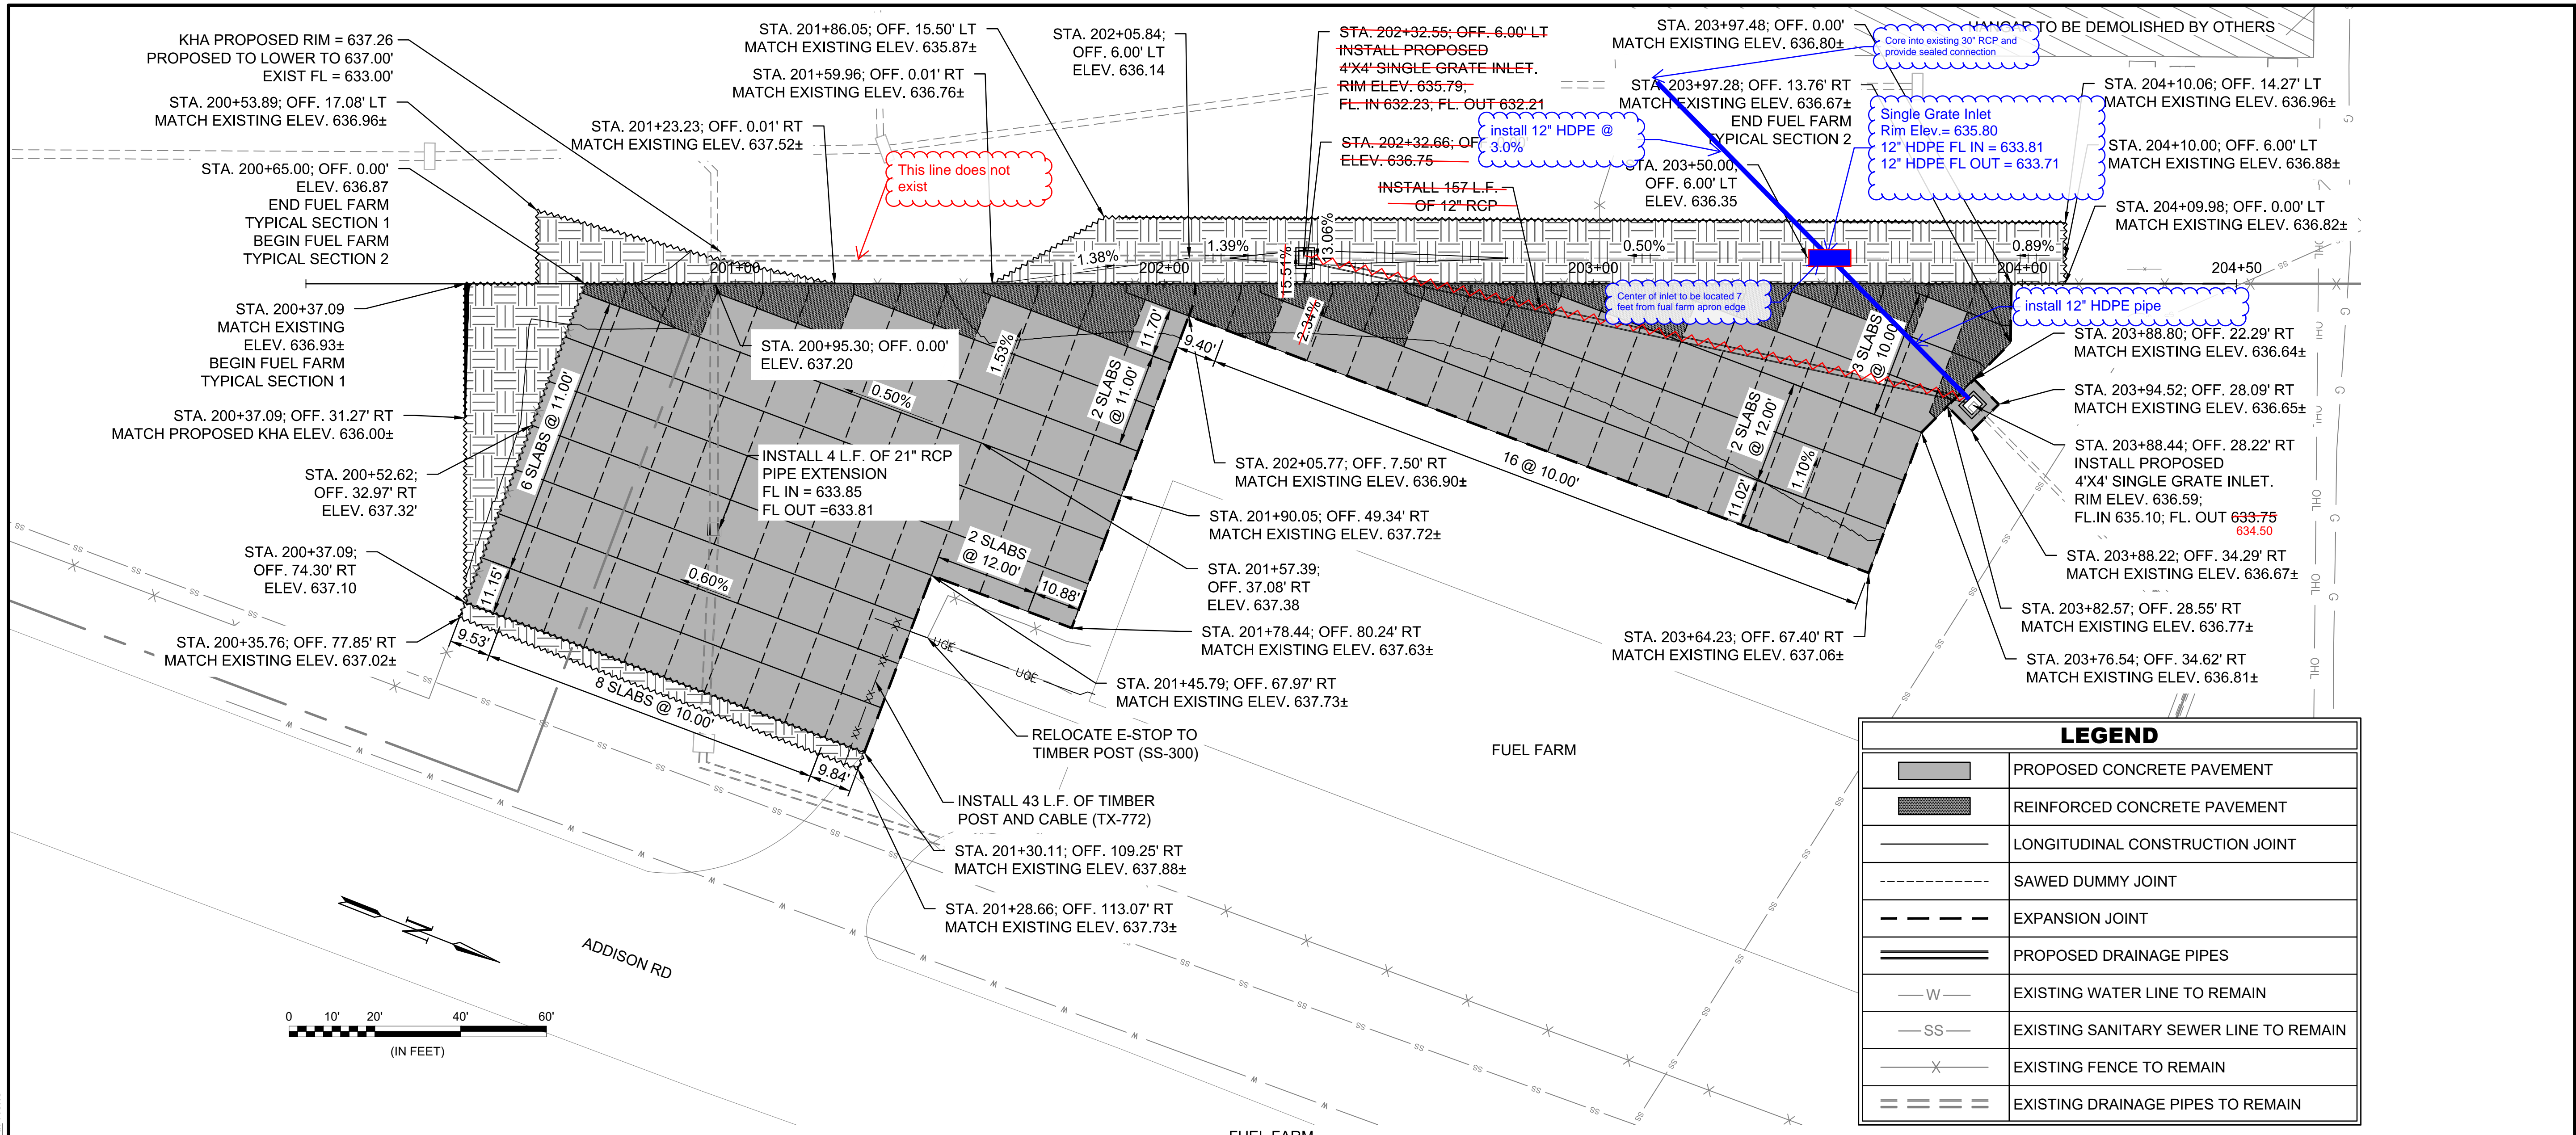 KHA PROPOSED RIM = 637.26
PROPOSED TO LOWER TO 637.00'
EXIST FL = 633.00'
STA. 200+53.89; OFF. 17.08' LT
MATCH EXISTING ELEV. 636.96±
STA. 200+65.00; OFF. 0.00'
ELEV. 636.87
END FUEL FARM
TYPICAL SECTION 1
BEGIN FUEL FARM
TYPICAL SECTION 2
STA. 200+37.09
MATCH EXISTING
ELEV. 636.93±
BEGIN FUEL FARM
TYPICAL SECTION 1
STA. 200+37.09; OFF. 31.27' RT
MATCH PROPOSED KHA ELEV. 636.00±
STA. 200+52.62;
OFF. 32.97' RT
ELEV. 637.32'
STA. 200+37.09;
OFF. 74.30' RT
ELEV. 637.10
STA. 200+35.76; OFF. 77.85' RT
MATCH EXISTING ELEV. 637.02±
STA. 201+86.05; OFF. 15.50' LT
MATCH EXISTING ELEV. 635.87±
STA. 201+59.96; OFF. 0.01' RT
MATCH EXISTING ELEV. 636.76±
STA. 201+23.23; OFF. 0.01' RT
MATCH EXISTING ELEV. 637.52±
This line does not
exist
STA. 202+05.84;
OFF. 6.00' LT
ELEV. 636.14
STA. 202+32.55; OFF. 6.00' LT
INSTALL PROPOSED
4'X4' SINGLE GRATE INLET.
RIM ELEV. 635.79;
FL. IN 632.23; FL. OUT 632.21
STA. 202+32.66; OF
ELEV. 636.75
INSTALL 157 L.F.
OF 12" RCP
install 12" HDPE @
3.0%
STA. 203+97.48; OFF. 0.00'
MATCH EXISTING ELEV. 636.80±
STA. 203+97.28; OFF. 13.76' RT
MATCH EXISTING ELEV. 636.67±
END FUEL FARM
TYPICAL SECTION 2
STA. 203+50.00;
OFF. 6.00' LT
ELEV. 636.35
HANGAR TO BE DEMOLISHED BY OTHERS
Core into existing 30" RCP and
provide sealed connection
Single Grate Inlet
Rim Elev.= 635.80
12" HDPE FL IN = 633.81
12" HDPE FL OUT = 633.71
STA. 204+10.06; OFF. 14.27' LT
MATCH EXISTING ELEV. 636.96±
STA. 204+10.00; OFF. 6.00' LT
MATCH EXISTING ELEV. 636.88±
STA. 204+09.98; OFF. 0.00' LT
MATCH EXISTING ELEV. 636.82±
201+00
1.38%
202+00
1.39%
15.51%
13.06%
203+00
0.50%
204+00
0.89%
204+50
Center of inlet to be located 7
feet from fual farm apron edge
install 12" HDPE pipe
STA. 200+95.30; OFF. 0.00'
ELEV. 637.20
1.53%
11.70'
9.40'
2.34%
3 SLABS
@ 10.00'
6 SLABS @ 11.00'
0.50%
2 SLABS
@ 11.00'
2 SLABS
@ 12.00'
1.10%
11.02'
16 @ 10.00'
INSTALL 4 L.F. OF 21" RCP
PIPE EXTENSION
FL IN = 633.85
FL OUT =633.81
2 SLABS
@ 12.00'
10.88'
0.60%
11.15'
9.53'
8 SLABS @ 10.00'
9.84'
STA. 202+05.77; OFF. 7.50' RT
MATCH EXISTING ELEV. 636.90±
STA. 201+90.05; OFF. 49.34' RT
MATCH EXISTING ELEV. 637.72±
STA. 201+57.39;
OFF. 37.08' RT
ELEV. 637.38
STA. 201+78.44; OFF. 80.24' RT
MATCH EXISTING ELEV. 637.63±
STA. 201+45.79; OFF. 67.97' RT
MATCH EXISTING ELEV. 637.73±
RELOCATE E-STOP TO
TIMBER POST (SS-300)
INSTALL 43 L.F. OF TIMBER
POST AND CABLE (TX-772)
STA. 201+30.11; OFF. 109.25' RT
MATCH EXISTING ELEV. 637.88±
STA. 201+28.66; OFF. 113.07' RT
MATCH EXISTING ELEV. 637.73±
STA. 203+88.80; OFF. 22.29' RT
MATCH EXISTING ELEV. 636.64±
STA. 203+94.52; OFF. 28.09' RT
MATCH EXISTING ELEV. 636.65±
STA. 203+88.44; OFF. 28.22' RT
INSTALL PROPOSED
4'X4' SINGLE GRATE INLET.
RIM ELEV. 636.59;
FL.IN 635.10; FL. OUT 633.75
634.50
STA. 203+88.22; OFF. 34.29' RT
MATCH EXISTING ELEV. 636.67±
STA. 203+82.57; OFF. 28.55' RT
MATCH EXISTING ELEV. 636.77±
STA. 203+76.54; OFF. 34.62' RT
MATCH EXISTING ELEV. 636.81±
STA. 203+64.23; OFF. 67.40' RT
MATCH EXISTING ELEV. 637.06±
UGE
UGE
FUEL FARM
ADDISON RD
N
0 10' 20' 40' 60'
(IN FEET)
LEGEND
PROPOSED CONCRETE PAVEMENT
REINFORCED CONCRETE PAVEMENT
LONGITUDINAL CONSTRUCTION JOINT
SAWED DUMMY JOINT
EXPANSION JOINT
PROPOSED DRAINAGE PIPES
W EXISTING WATER LINE TO REMAIN
SS EXISTING SANITARY SEWER LINE TO REMAIN
X EXISTING FENCE TO REMAIN
EXISTING DRAINAGE PIPES TO REMAIN
FUEL FARM